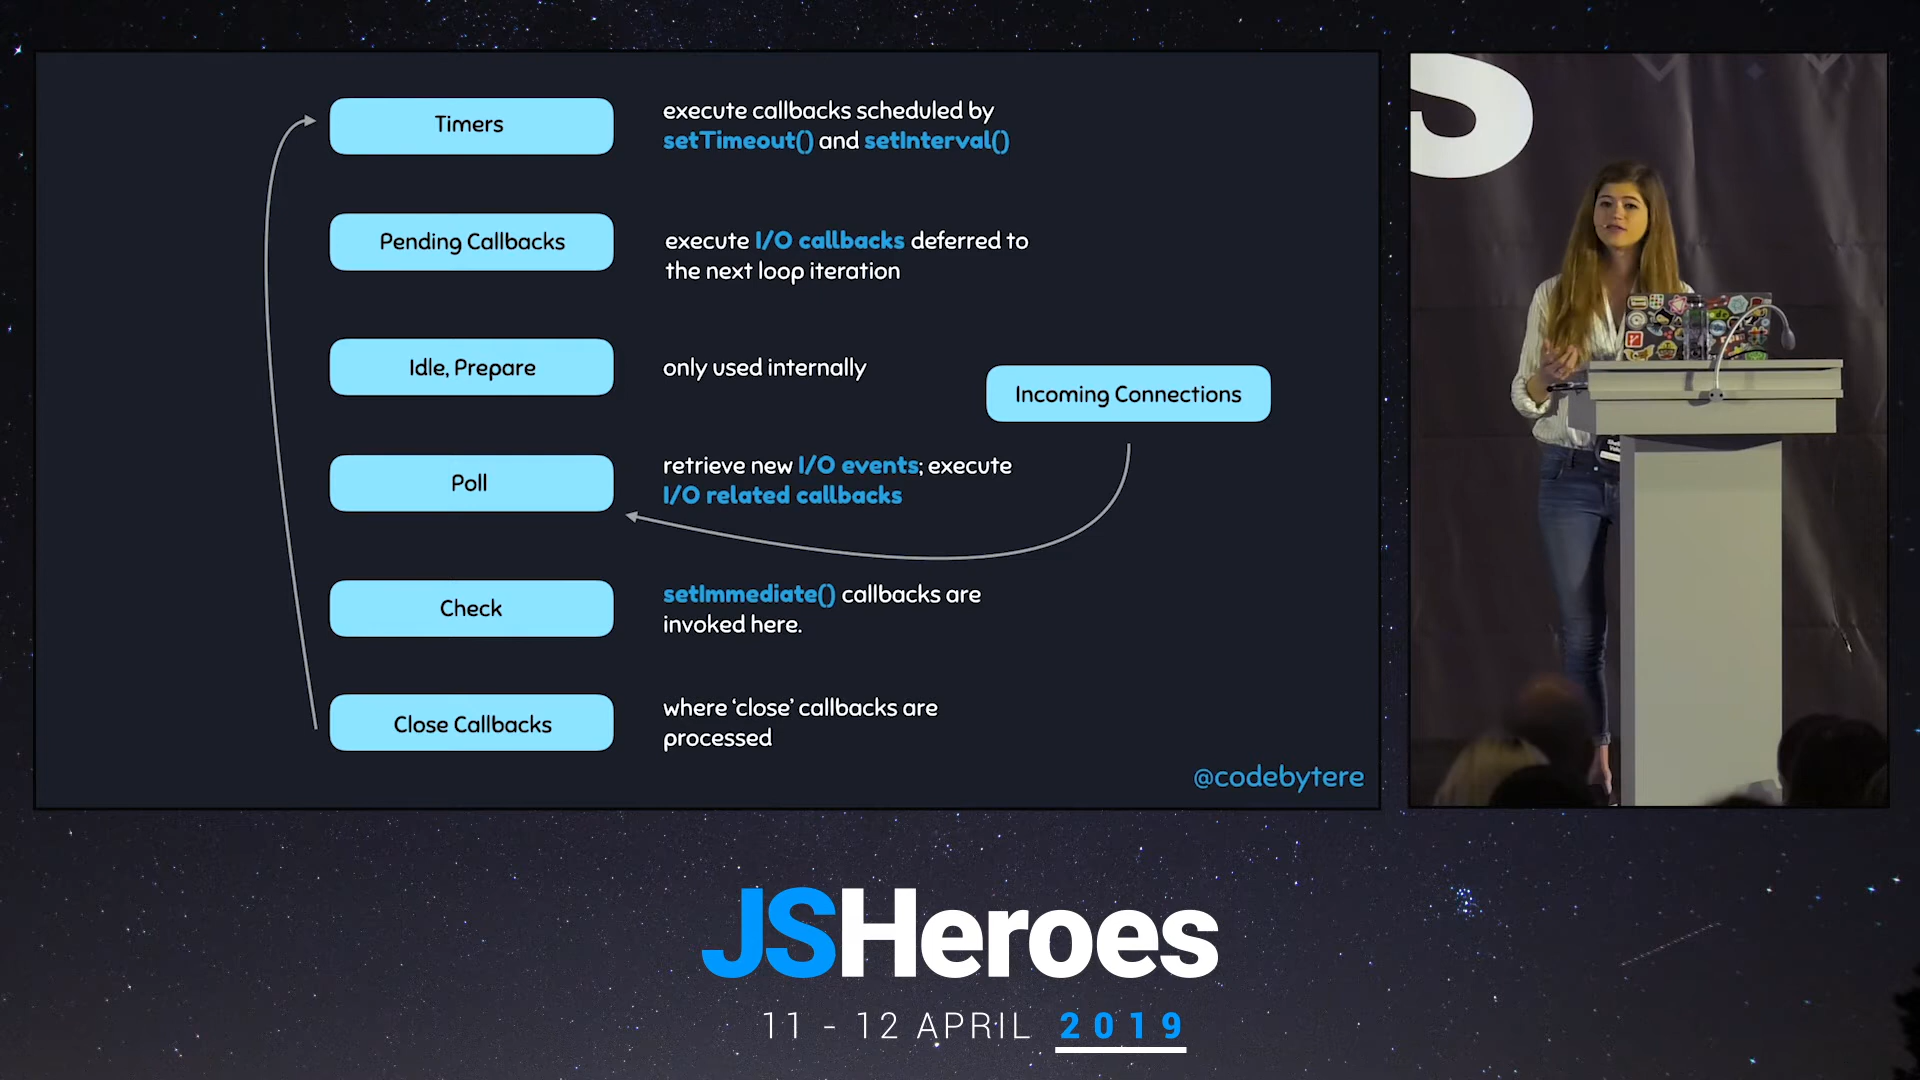 Timers
execute callbacks scheduled by
setTimeout() and setInterval()
Pending Callbacks
execute I/O callbacks deferred to
the next loop iteration
Idle, Prepare
only used internally
Incoming Connections
Poll
retrieve new I/O events; execute
I/O related callbacks
Check
setImmediate() callbacks are
invoked here.
Close Callbacks
where ‘close’ callbacks are
processed
@codebytere
S
JSHeroes
11 - 12 APRIL 2019